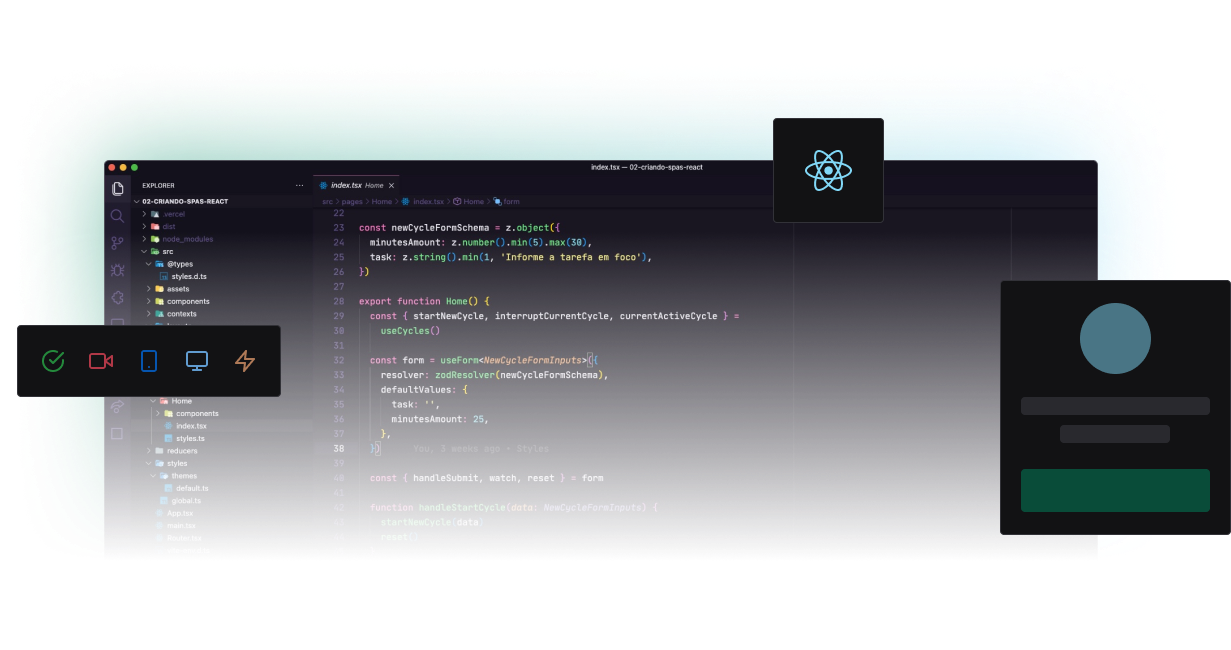 index.tsx — 02-criando-spas-react
EXPLORER
02-CRIANDO-SPAS-REACT
.vercel
dist
node_modules
src
@types
styles.d.ts
assets
components
contexts
Home
components
index.tsx
styles.ts
reducers
styles
themes
default.ts
global.ts
App.tsx
main.tsx
Router.tsx
index.tsx Home
src > pages > Home > index.tsx > Home > form
22
23 const newCycleFormSchema = z.object({
24 minutesAmount: z.number().min(5).max(30),
25 task: z.string().min(1, 'Informe a tarefa em foco'),
26 })
27
28 export function Home() {
29 const { startNewCycle, interruptCurrentCycle, currentActiveCycle } =
30 useCycles()
31
32 const form = useForm<NewCycleFormInputs>({
33 resolver: zodResolver(newCycleFormSchema),
34 defaultValues: {
35 task: '',
36 minutesAmount: 25,
37 },
38 }) You, 3 weeks ago • Styles
39
40 const { handleSubmit, watch, reset } = form
41
42 function handleStartCycle(data: NewCycleFormInputs) {
43 startNewCycle(data)
reset()